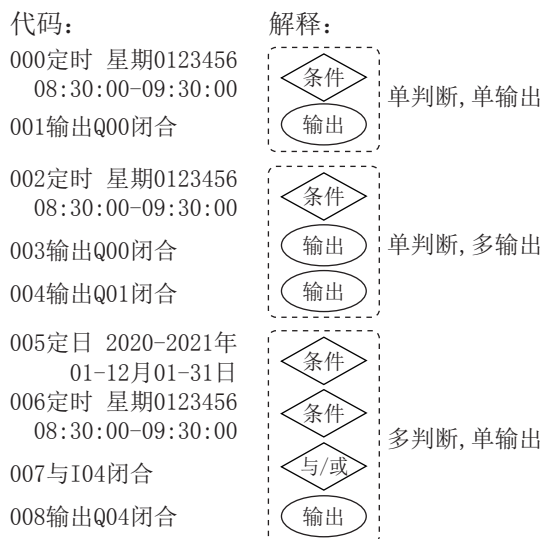 代码:
解释:
000定时 星期0123456
08:30:00-09:30:00
001输出Q00闭合
条件
输出
单判断,单输出
002定时 星期0123456
08:30:00-09:30:00
003输出Q00闭合
004输出Q01闭合
条件
输出
输出
单判断,多输出
005定日 2020-2021年
01-12月01-31日
006定时 星期0123456
08:30:00-09:30:00
007与I04闭合
008输出Q04闭合
条件
条件
与/或
输出
多判断,单输出